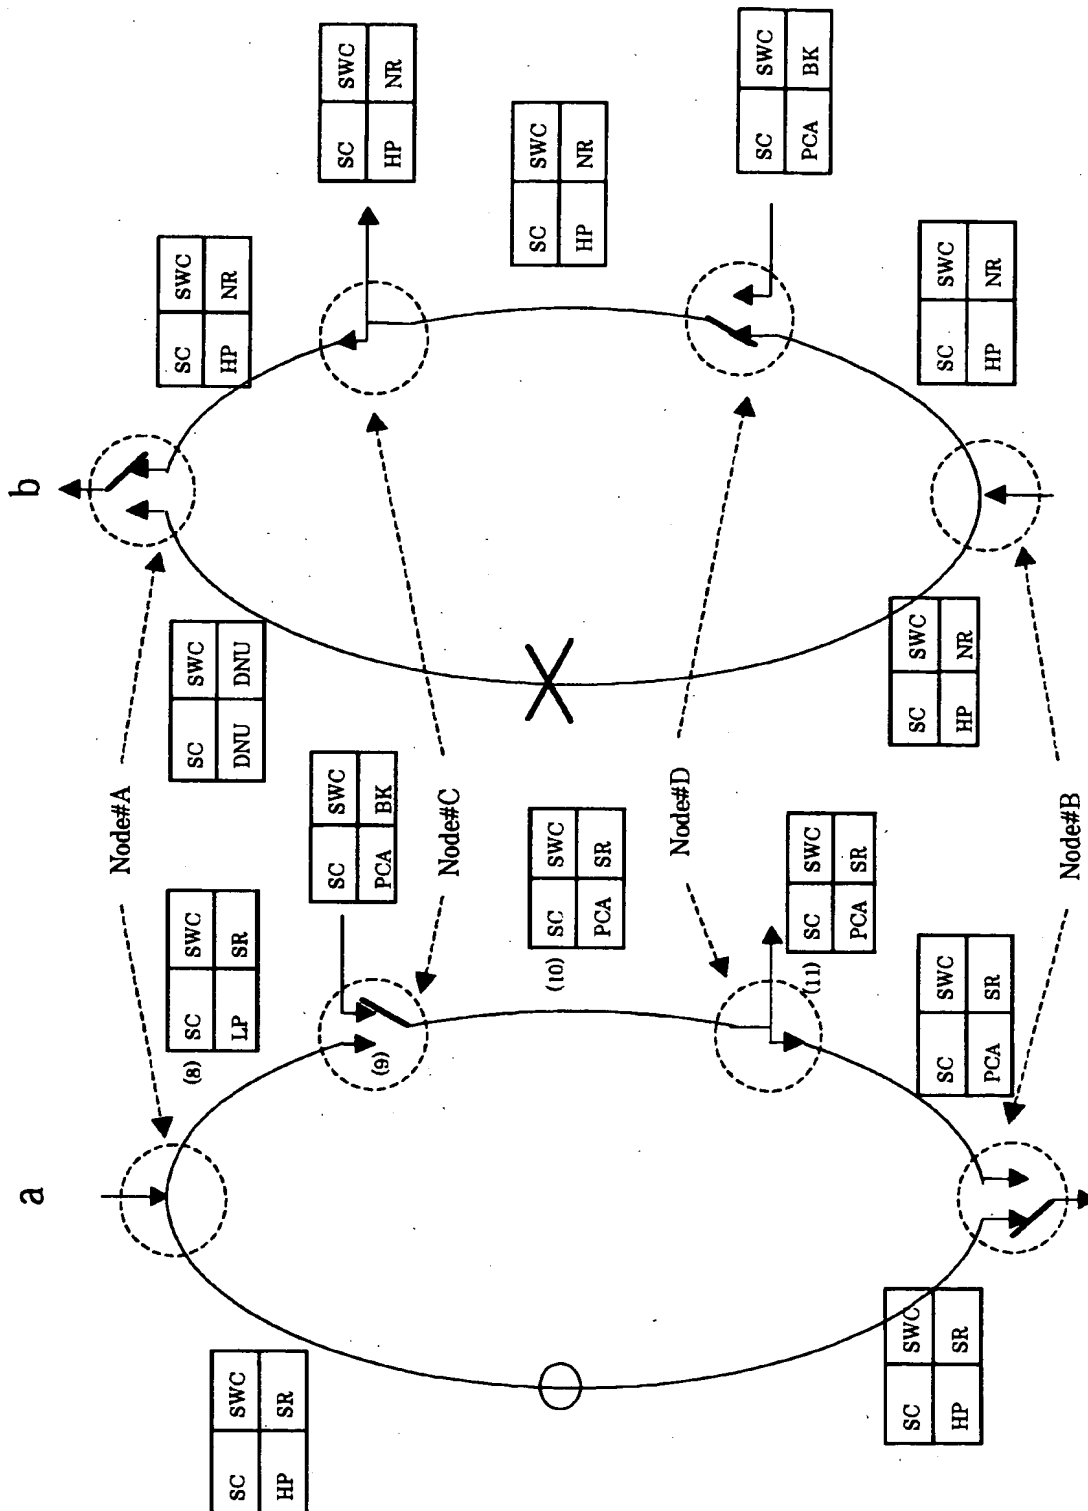 a
b
Node#A
(8)
SC SWC
LP SR
SC SWC
DNU DNU
SC SWC
HP NR
SC SWC
HP SR
SC SWC
PCA BK
SC SWC
HP NR
(9)
Node#C
(10)
SC SWC
PCA SR
SC SWC
HP NR
Node#D
(11)
SC SWC
PCA SR
SC SWC
PCA BK
SC SWC
HP SR
SC SWC
PCA SR
SC SWC
HP NR
SC SWC
HP NR
Node#B